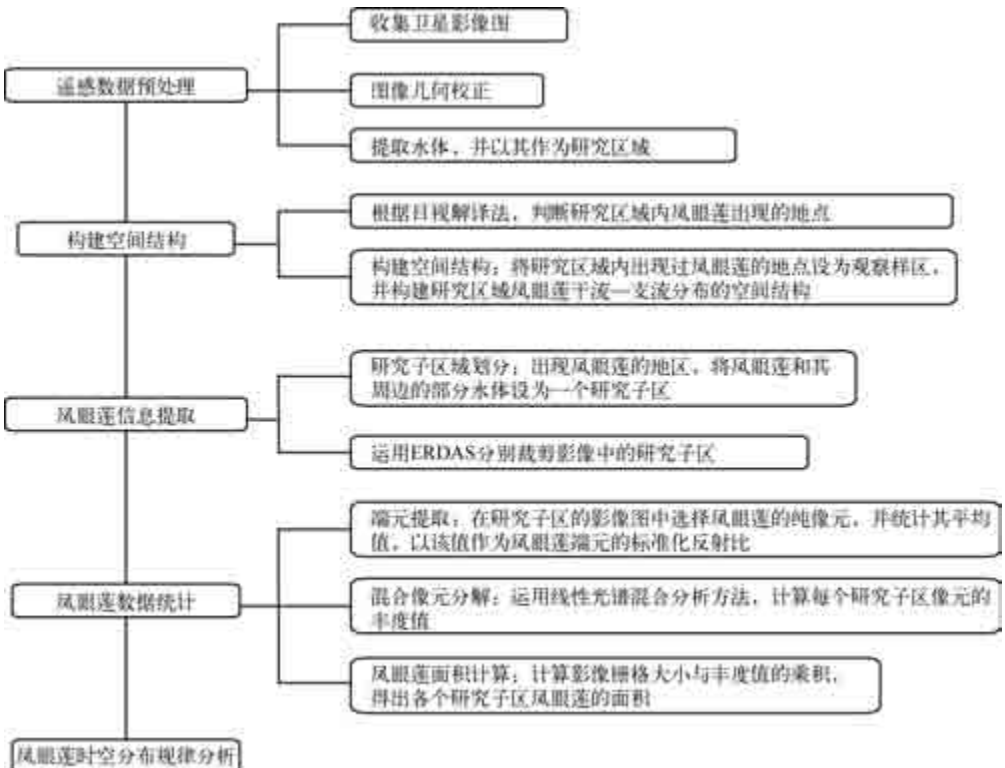 遥感数据预处理
收集卫星影像图
图像几何校正
提取水体，并以其作为研究区域
构建空间结构
根据目视解译法，判断研究区域内凤眼莲出现的地点
构建空间结构：将研究区域内出现过凤眼莲的地点设为观察样区，
并构建研究区域凤眼莲干流—支流分布的空间结构
凤眼莲信息提取
研究子区域划分：出现凤眼莲的地区，将凤眼莲和其
周边的部分水体设为一个研究子区
运用ERDAS分别裁剪影像中的研究子区
凤眼莲数据统计
端元提取：在研究子区的影像图中选择凤眼莲的纯像元，并统计其平均
值，以该值作为凤眼莲端元的标准化反射比
混合像元分解：运用线性光谱混合分析方法，计算每个研究子区像元的
丰度值
凤眼莲面积计算：计算影像栅格大小与丰度值的乘积，
得出各个研究子区凤眼莲的面积
凤眼莲时空分布规律分析